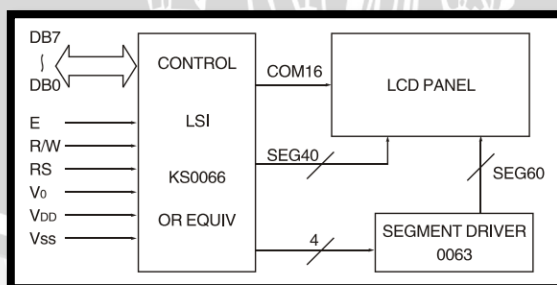 DB7
~
DB0
E
R/W
RS
V0
VDD
VSS
CONTROL
LSI
KS0066
OR EQUIV
COM16
SEG40
4
LCD PANEL
SEG60
SEGMENT DRIVER
0063